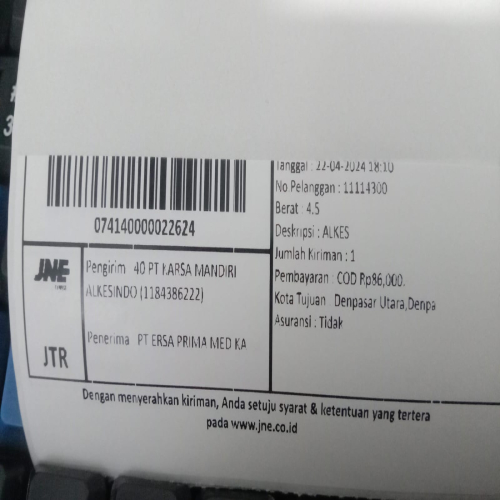 074140000022624
Tanggal : 22-04-2024 18:10
No Pelanggan : 11114300
Berat : 4.5
Deskripsi : ALKES
Jumlah Kiriman : 1
Pembayaran : COD Rp86,000.
Kota Tujuan : Denpasar Utara,Denpa
Asuransi : Tidak
JNE
JTR
Pengirim 40 PT KARSA MANDIRI
ALKESINDO (1184386222)
Penerima PT ERSA PRIMA MED KA
Dengan menyerahkan kiriman, Anda setuju syarat & ketentuan yang tertera
pada www.jne.co.id